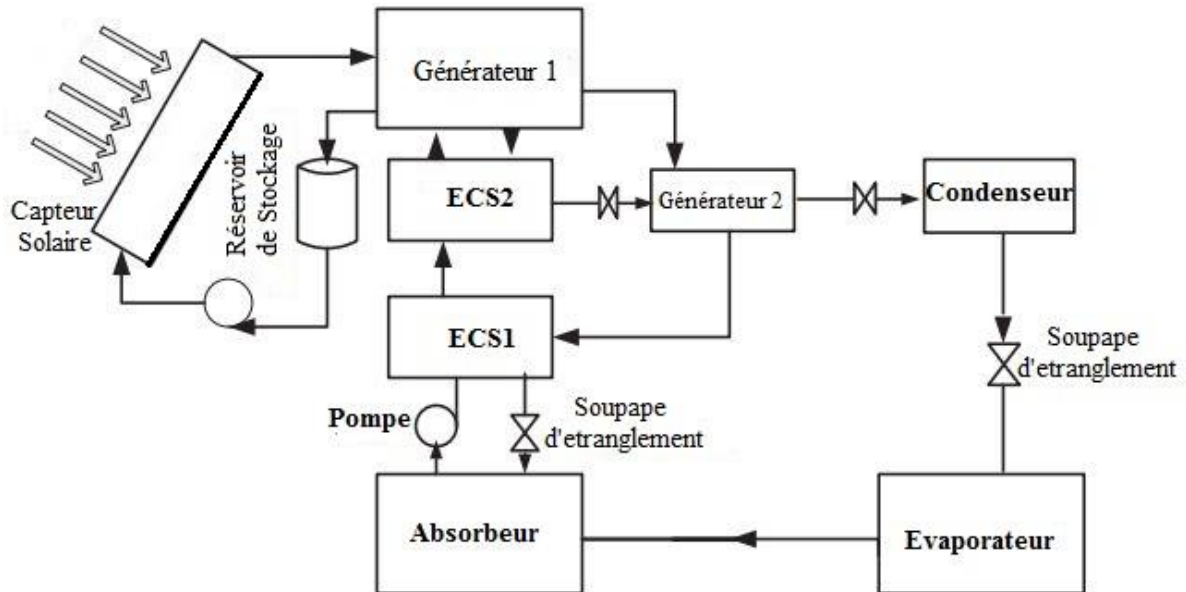 Générateur 1
Capteur
Solaire
Réservoir
de Stockage
ECS2
Générateur 2
Condenseur
ECS1
Pompe
Soupape
d'etranglement
Soupape
d'etranglement
Absorbeur
Evaporateur